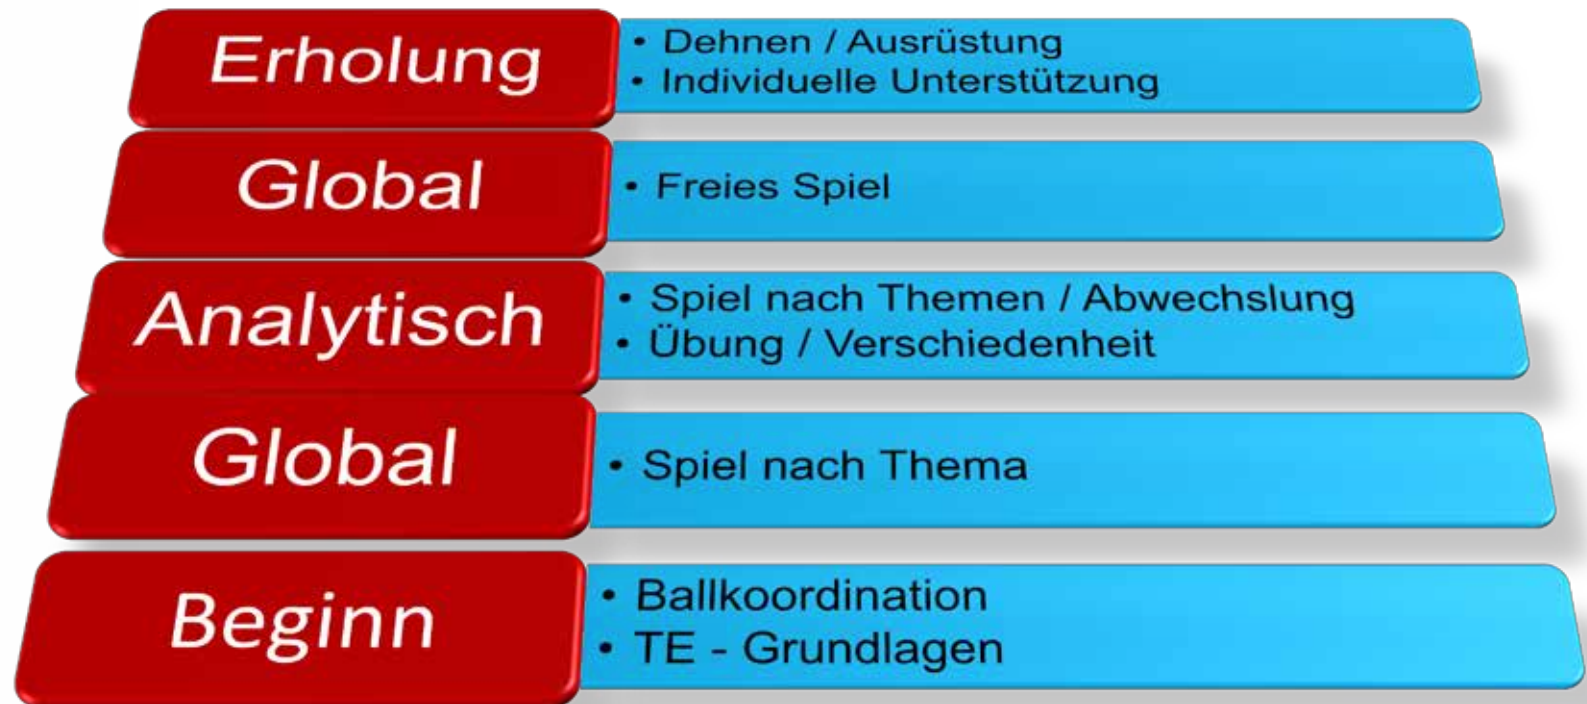 Erholung
• Dehnen / Ausrüstung
• Individuelle Unterstützung
Global
• Freies Spiel
Analytisch
• Spiel nach Themen / Abwechslung
• Übung / Verschiedenheit
Global
• Spiel nach Thema
Beginn
• Ballkoordination
• TE - Grundlagen